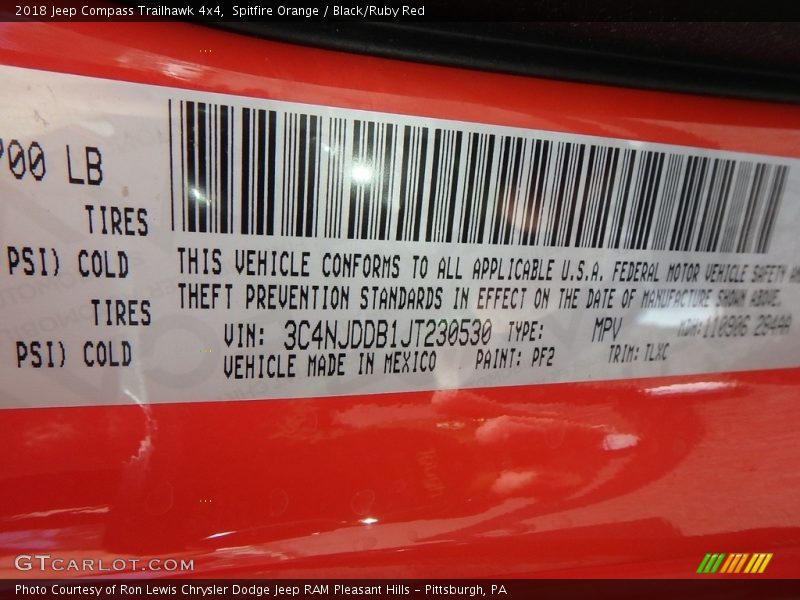 2018 Jeep Compass Trailhawk 4x4, Spitfire Orange / Black/Ruby Red
700 LB
TIRES
PSI) COLD
TIRES
PSI) COLD
THIS VEHICLE CONFORMS TO ALL APPLICABLE U.S.A. FEDERAL MOTOR VEHICLE SAFETY
THEFT PREVENTION STANDARDS IN EFFECT ON THE DATE OF MANUFACTURE SHOWN ABOVE.
VIN: 3C4NJDDB1JT230530 TYPE: MPV MDH:110906
VEHICLE MADE IN MEXICO PAINT: PF2 TRIM: TLXC
GTCARLOT.COM
Photo Courtesy of Ron Lewis Chrysler Dodge Jeep RAM Pleasant Hills - Pittsburgh, PA